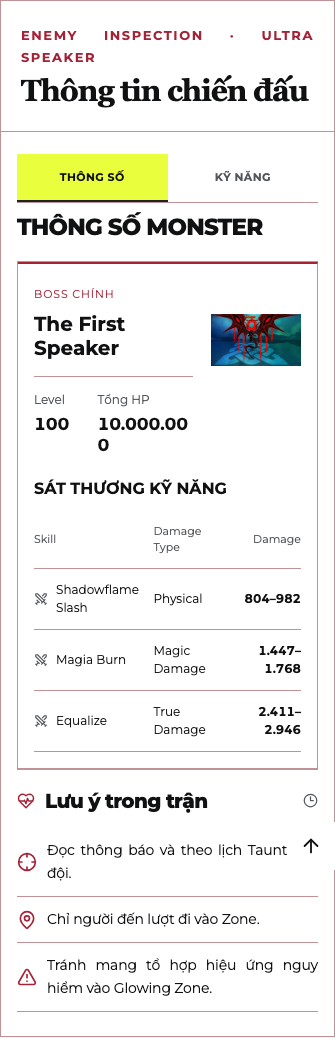 ENEMY INSPECTION · ULTRA
SPEAKER
Thông tin chiến đấu
THÔNG SỐ
KỸ NĂNG
THÔNG SỐ MONSTER
BOSS CHÍNH
The First
Speaker
Level
Tổng HP
100
10.000.00
0
SÁT THƯƠNG KỸ NĂNG
Skill
Damage
Type
Damage
Shadowflame
Slash
Physical
804–982
Magia Burn
Magic
Damage
1.447–
1.768
Equalize
True
Damage
2.411–
2.946
Lưu ý trong trận
Đọc thông báo và theo lịch Taunt
đội.
Chỉ người đến lượt đi vào Zone.
Tránh mang tổ hợp hiệu ứng nguy
hiểm vào Glowing Zone.